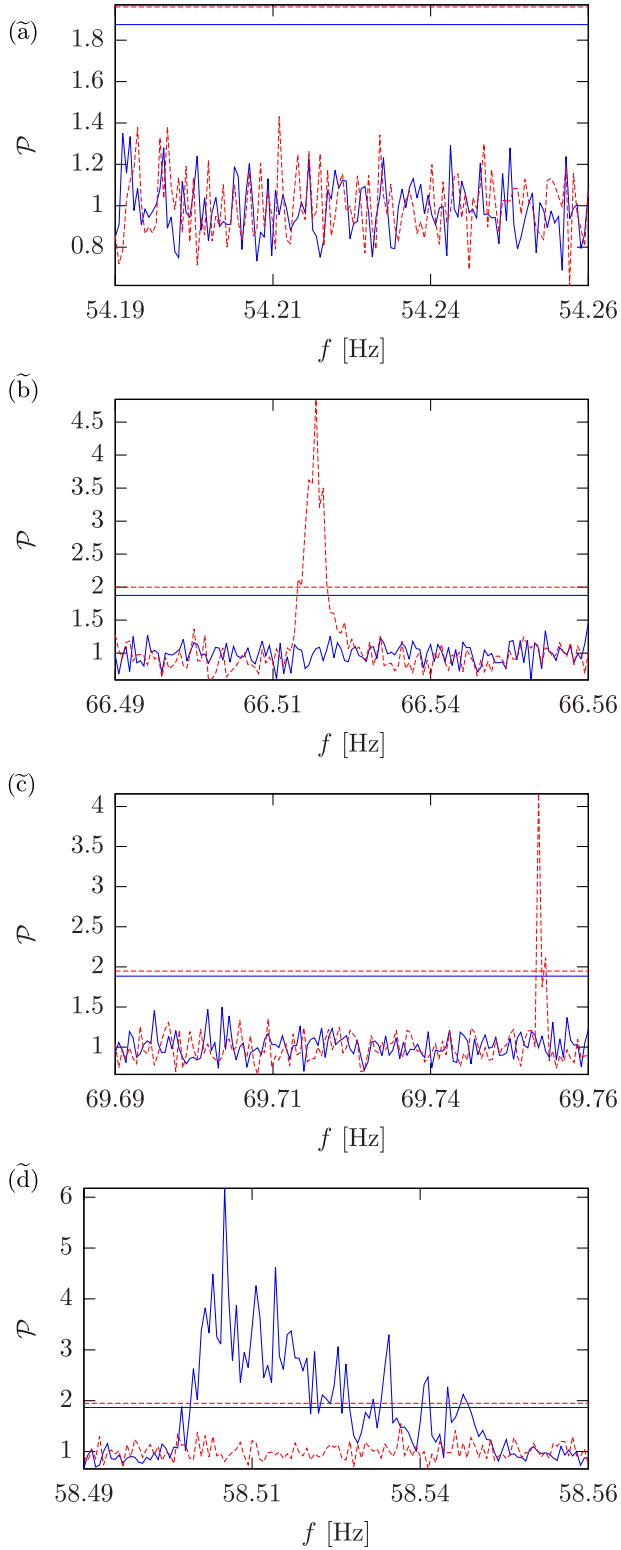 (ã)
1.8
1.6
1.4
1.2
1
0.8
𝒫
54.19 54.21 54.24 54.26
f [Hz]
(b̃)
4.5
4
3.5
3
2.5
2
1.5
1
𝒫
66.49 66.51 66.54 66.56
f [Hz]
(c̃)
4
3.5
3
2.5
2
1.5
1
𝒫
69.69 69.71 69.74 69.76
f [Hz]
(d̃)
6
5
4
3
2
1
𝒫
58.49 58.51 58.54 58.56
f [Hz]